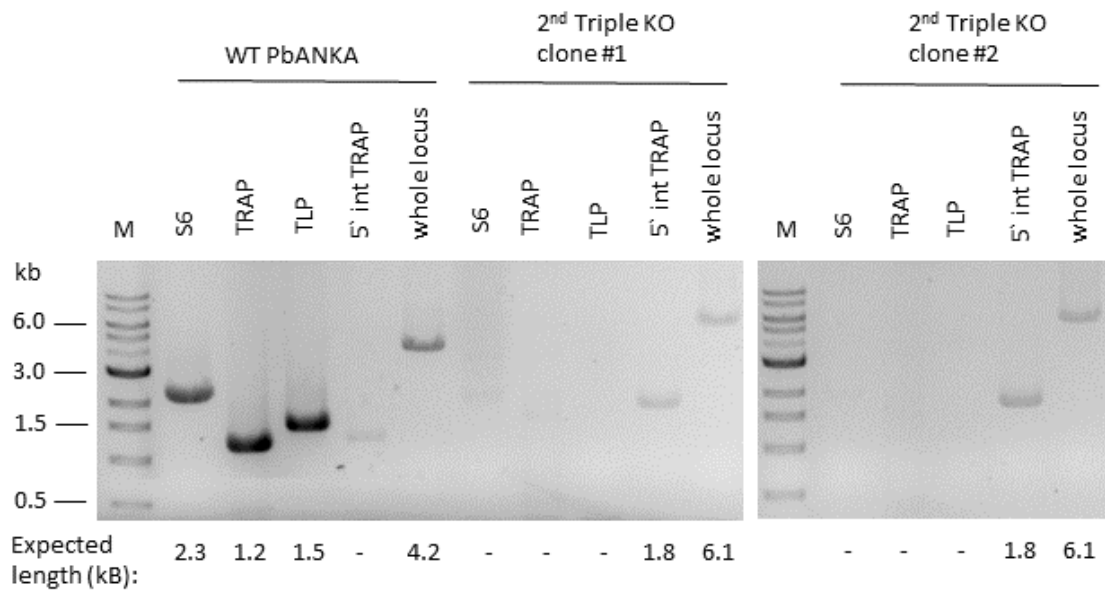 WT PbANKA
2nd Triple KO
clone #1
2nd Triple KO
clone #2
M
S6
TRAP
TLP
5` int TRAP
whole locus
S6
TRAP
TLP
5` int TRAP
whole locus
M
S6
TRAP
TLP
5` int TRAP
whole locus
kb
6.0
3.0
1.5
0.5
Expected
length (kB):
2.3 1.2 1.5 - 4.2 - - - 1.8 6.1 - - - 1.8 6.1